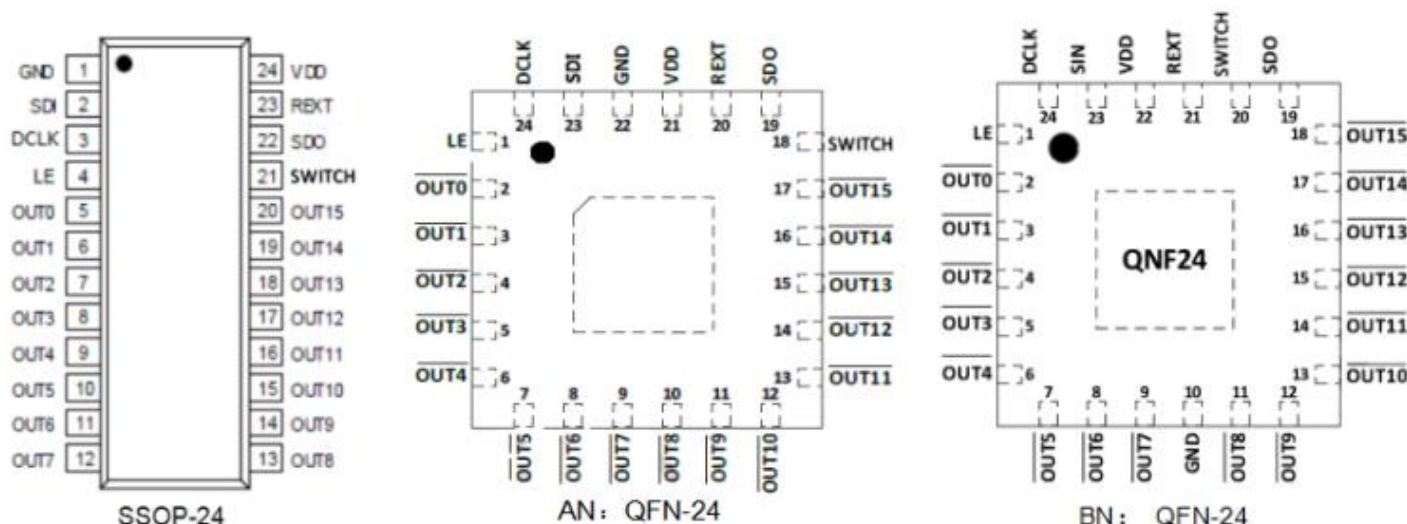 GND 1 24 VDD
SDI 2 23 REXT
DCLK 3 22 SDO
LE 4 21 SWITCH
OUT0 5 20 OUT15
OUT1 6 19 OUT14
OUT2 7 18 OUT13
OUT3 8 17 OUT12
OUT4 9 16 OUT11
OUT5 10 15 OUT10
OUT6 11 14 OUT9
OUT7 12 13 OUT8
SSOP-24
DCLK SDI GND VDD REXT SDO
24 23 22 21 20 19
LE 1 18 SWITCH
OUT0 2 17 OUT15
OUT1 3 16 OUT14
OUT2 4 15 OUT13
OUT3 5 14 OUT12
OUT4 6 13 OUT11
7 8 9 10 11 12
OUT5 OUT6 OUT7 OUT8 OUT9 OUT10
AN: QFN-24
DCLK SIN VDD REXT SWITCH SDO
24 23 22 21 20 19
LE 1 18 OUT15
OUT0 2 17 OUT14
OUT1 3 16 OUT13
QNF24
OUT2 4 15 OUT12
OUT3 5 14 OUT11
OUT4 6 13 OUT10
7 8 9 10 11 12
OUT5 OUT6 OUT7 GND OUT8 OUT9
BN: QFN-24